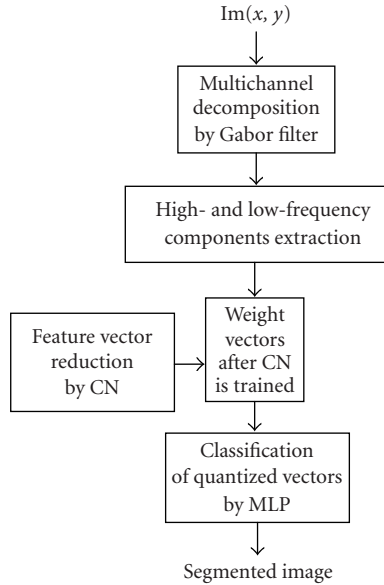 Im(x, y)
Multichannel
decomposition
by Gabor filter
High- and low-frequency
components extraction
Feature vector
reduction
by CN
Weight
vectors
after CN
is trained
Classification
of quantized vectors
by MLP
Segmented image